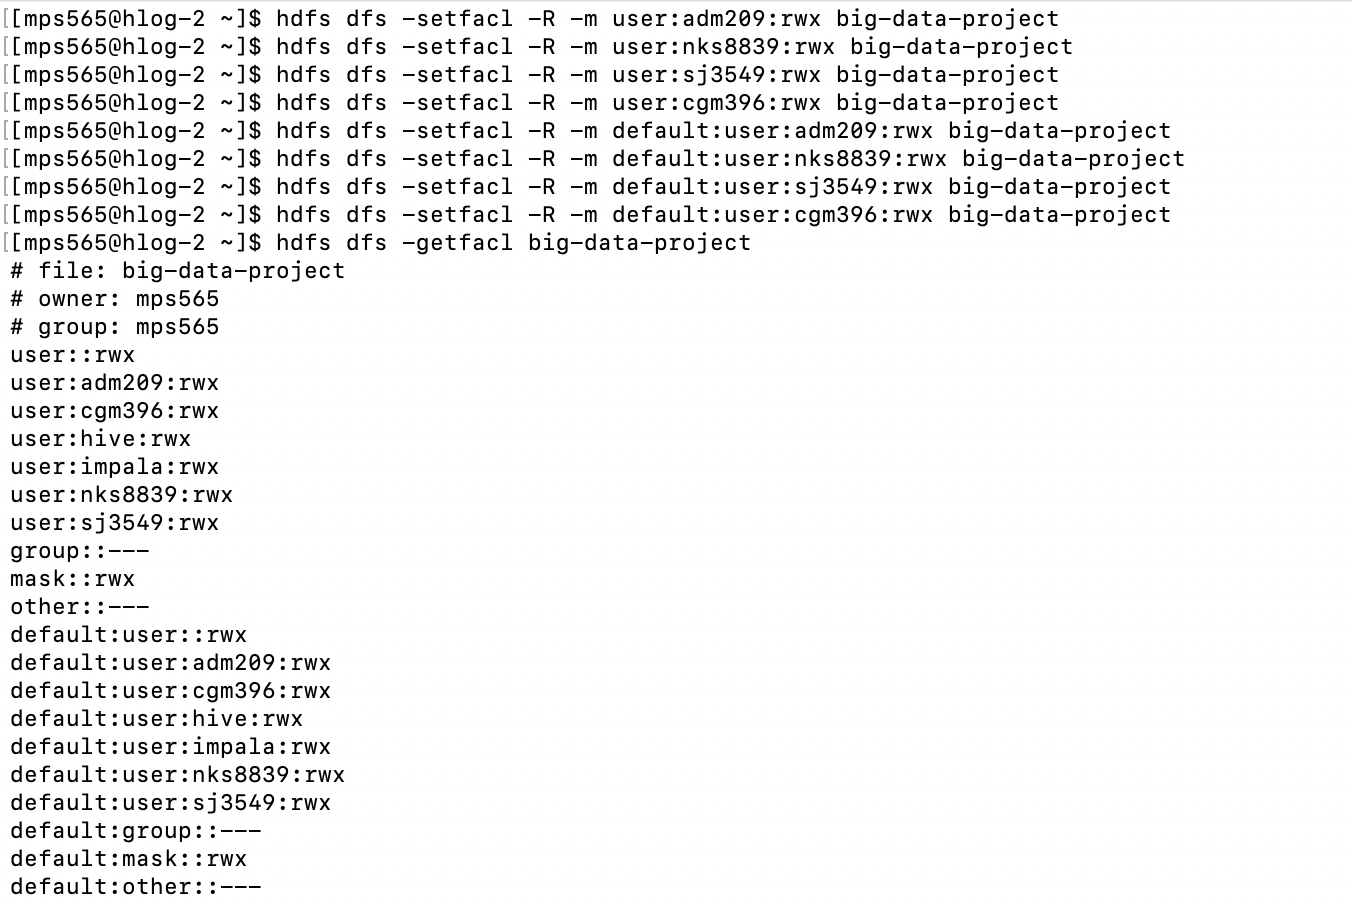 [[mps565@hlog-2 ~]$ hdfs dfs -setfacl -R -m user:adm209:rwx big-data-project
[[mps565@hlog-2 ~]$ hdfs dfs -setfacl -R -m user:nks8839:rwx big-data-project
[[mps565@hlog-2 ~]$ hdfs dfs -setfacl -R -m user:sj3549:rwx big-data-project
[[mps565@hlog-2 ~]$ hdfs dfs -setfacl -R -m user:cgm396:rwx big-data-project
[[mps565@hlog-2 ~]$ hdfs dfs -setfacl -R -m default:user:adm209:rwx big-data-project
[[mps565@hlog-2 ~]$ hdfs dfs -setfacl -R -m default:user:nks8839:rwx big-data-project
[[mps565@hlog-2 ~]$ hdfs dfs -setfacl -R -m default:user:sj3549:rwx big-data-project
[[mps565@hlog-2 ~]$ hdfs dfs -setfacl -R -m default:user:cgm396:rwx big-data-project
[[mps565@hlog-2 ~]$ hdfs dfs -getfacl big-data-project
# file: big-data-project
# owner: mps565
# group: mps565
user::rwx
user:adm209:rwx
user:cgm396:rwx
user:hive:rwx
user:impala:rwx
user:nks8839:rwx
user:sj3549:rwx
group::---
mask::rwx
other::---
default:user::rwx
default:user:adm209:rwx
default:user:cgm396:rwx
default:user:hive:rwx
default:user:impala:rwx
default:user:nks8839:rwx
default:user:sj3549:rwx
default:group::---
default:mask::rwx
default:other::---